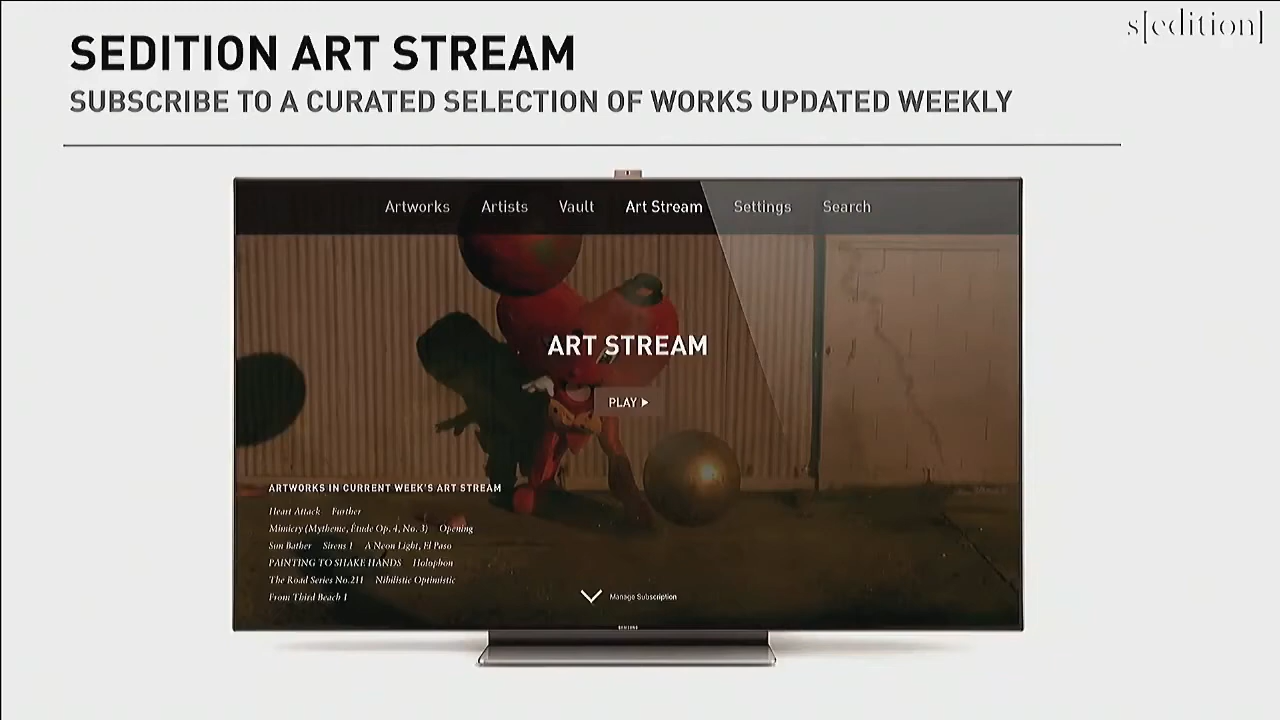 s[edition]
SEDITION ART STREAM
SUBSCRIBE TO A CURATED SELECTION OF WORKS UPDATED WEEKLY
Artworks Artists Vault Art Stream Settings Search
ART STREAM
PLAY
ARTWORKS IN CURRENT WEEK'S ART STREAM
Heart Attack Further
Mimicry (Mytheme, Étude Op. 4, No. 3) Opening
Sun Bather Sirens 1 A Neon Light, El Paso
PAINTING TO SHAKE HANDS Holophon
The Road Series No.211 Nihilistic Optimistic
From Third Beach 1
Manage Subscription
SAMSUNG